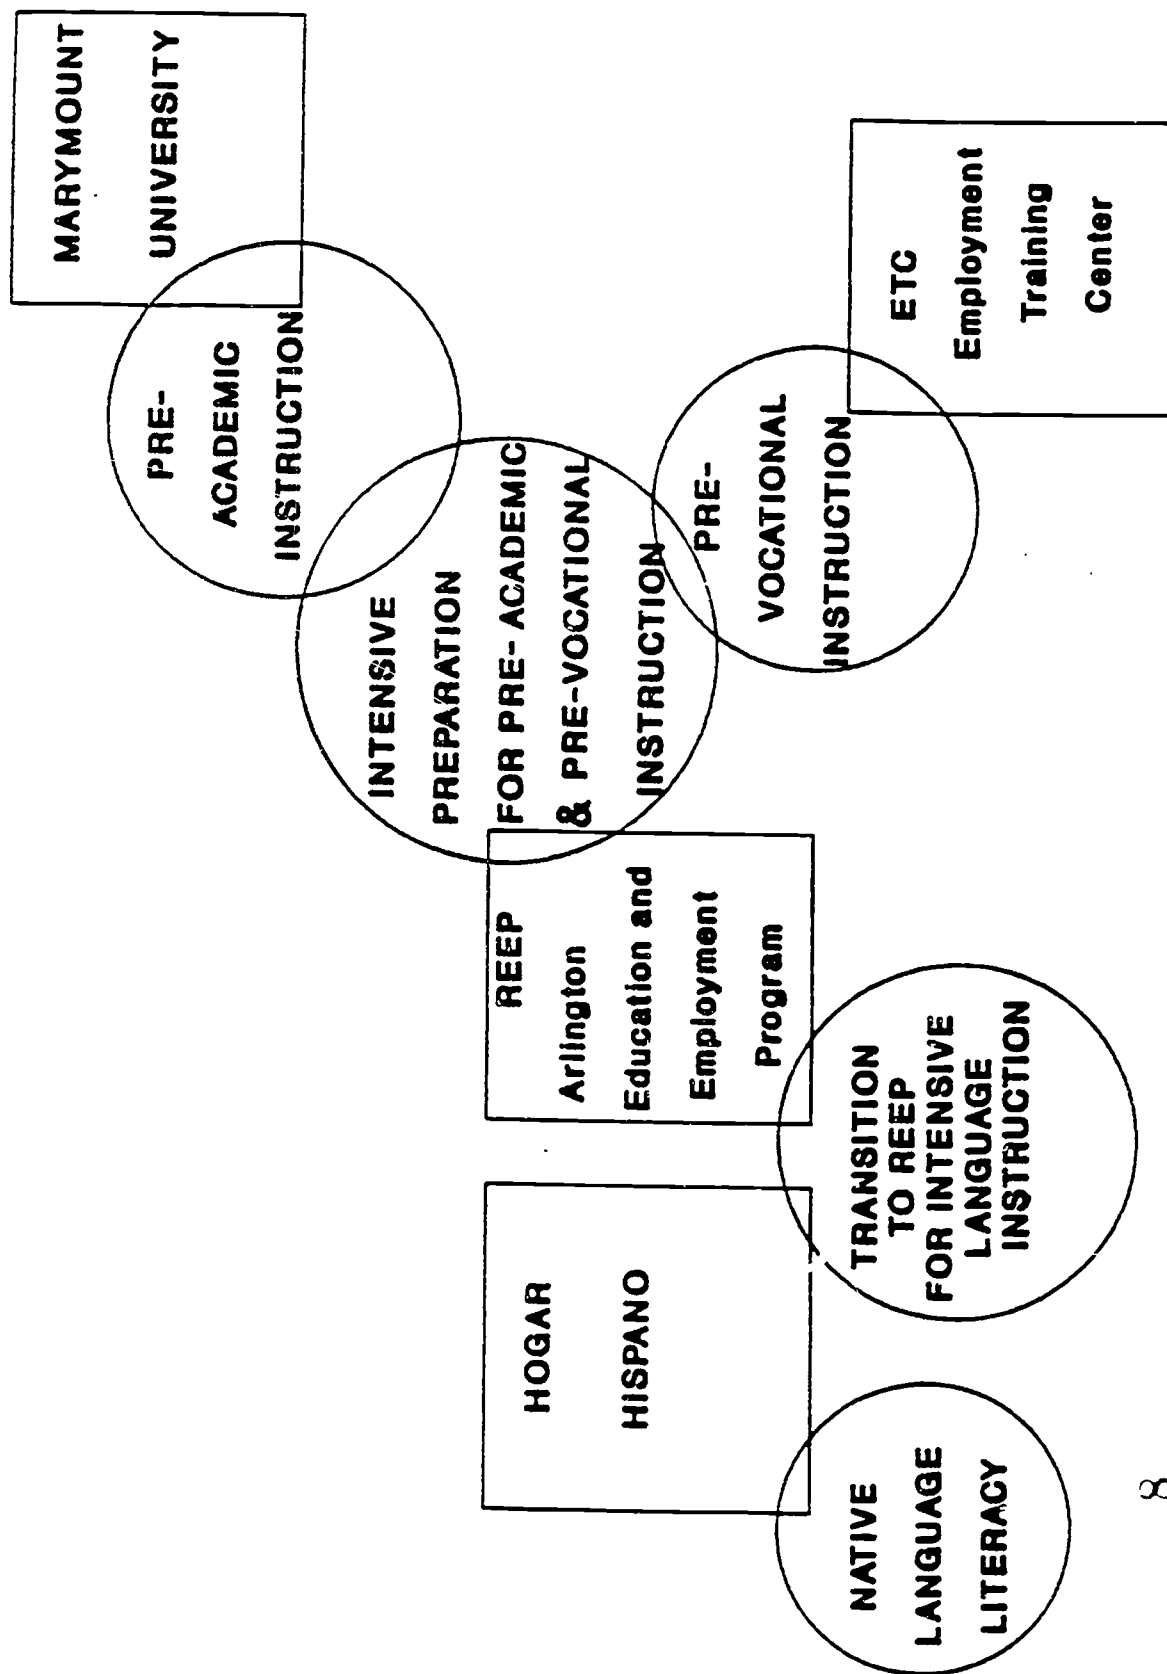 HOGAR
HISPANO
NATIVE
LANGUAGE
LITERACY
TRANSITION
TO REEP
FOR INTENSIVE
LANGUAGE
INSTRUCTION
REEP
Arlington
Education and
Employment
Program
INTENSIVE
PREPARATION
FOR PRE-ACADEMIC
& PRE-VOCATIONAL
INSTRUCTION
PRE-
ACADEMIC
INSTRUCTION
MARYMOUNT
UNIVERSITY
PRE-
VOCATIONAL
INSTRUCTION
ETC
Employment
Training
Center
8